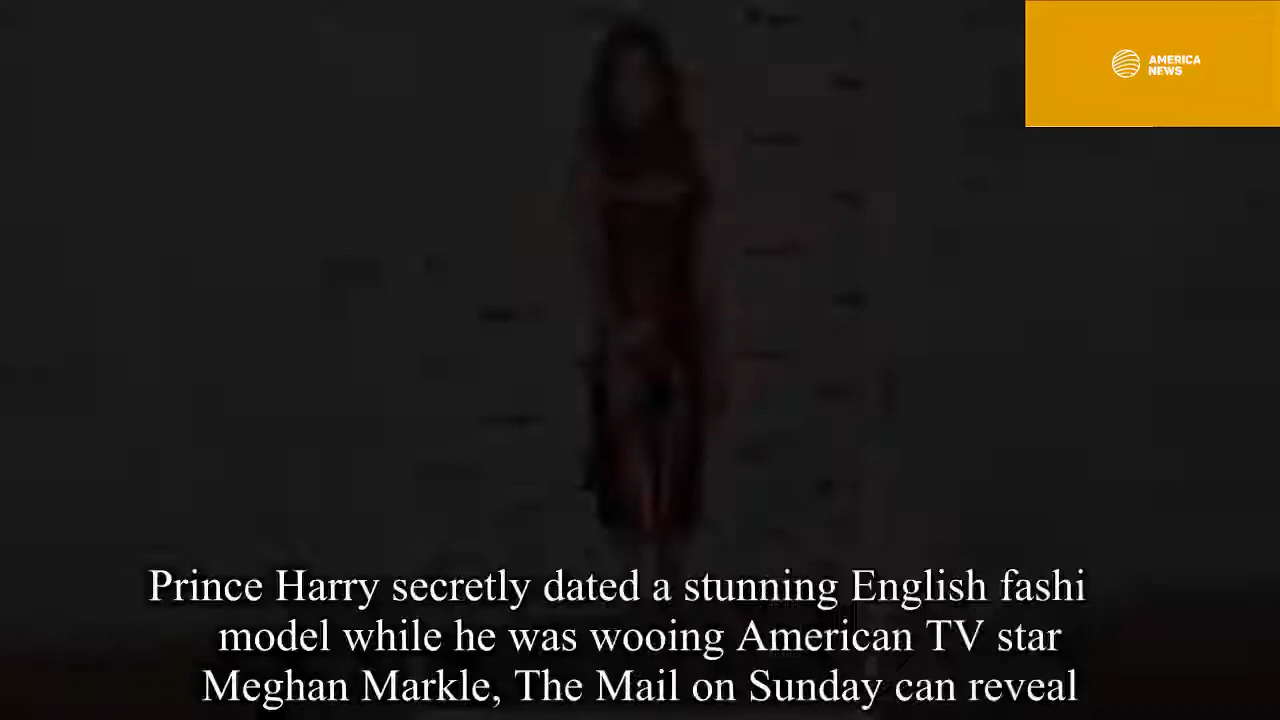 AMERICA
NEWS
Prince Harry secretly dated a stunning English fashi
model while he was wooing American TV star
Meghan Markle, The Mail on Sunday can reveal